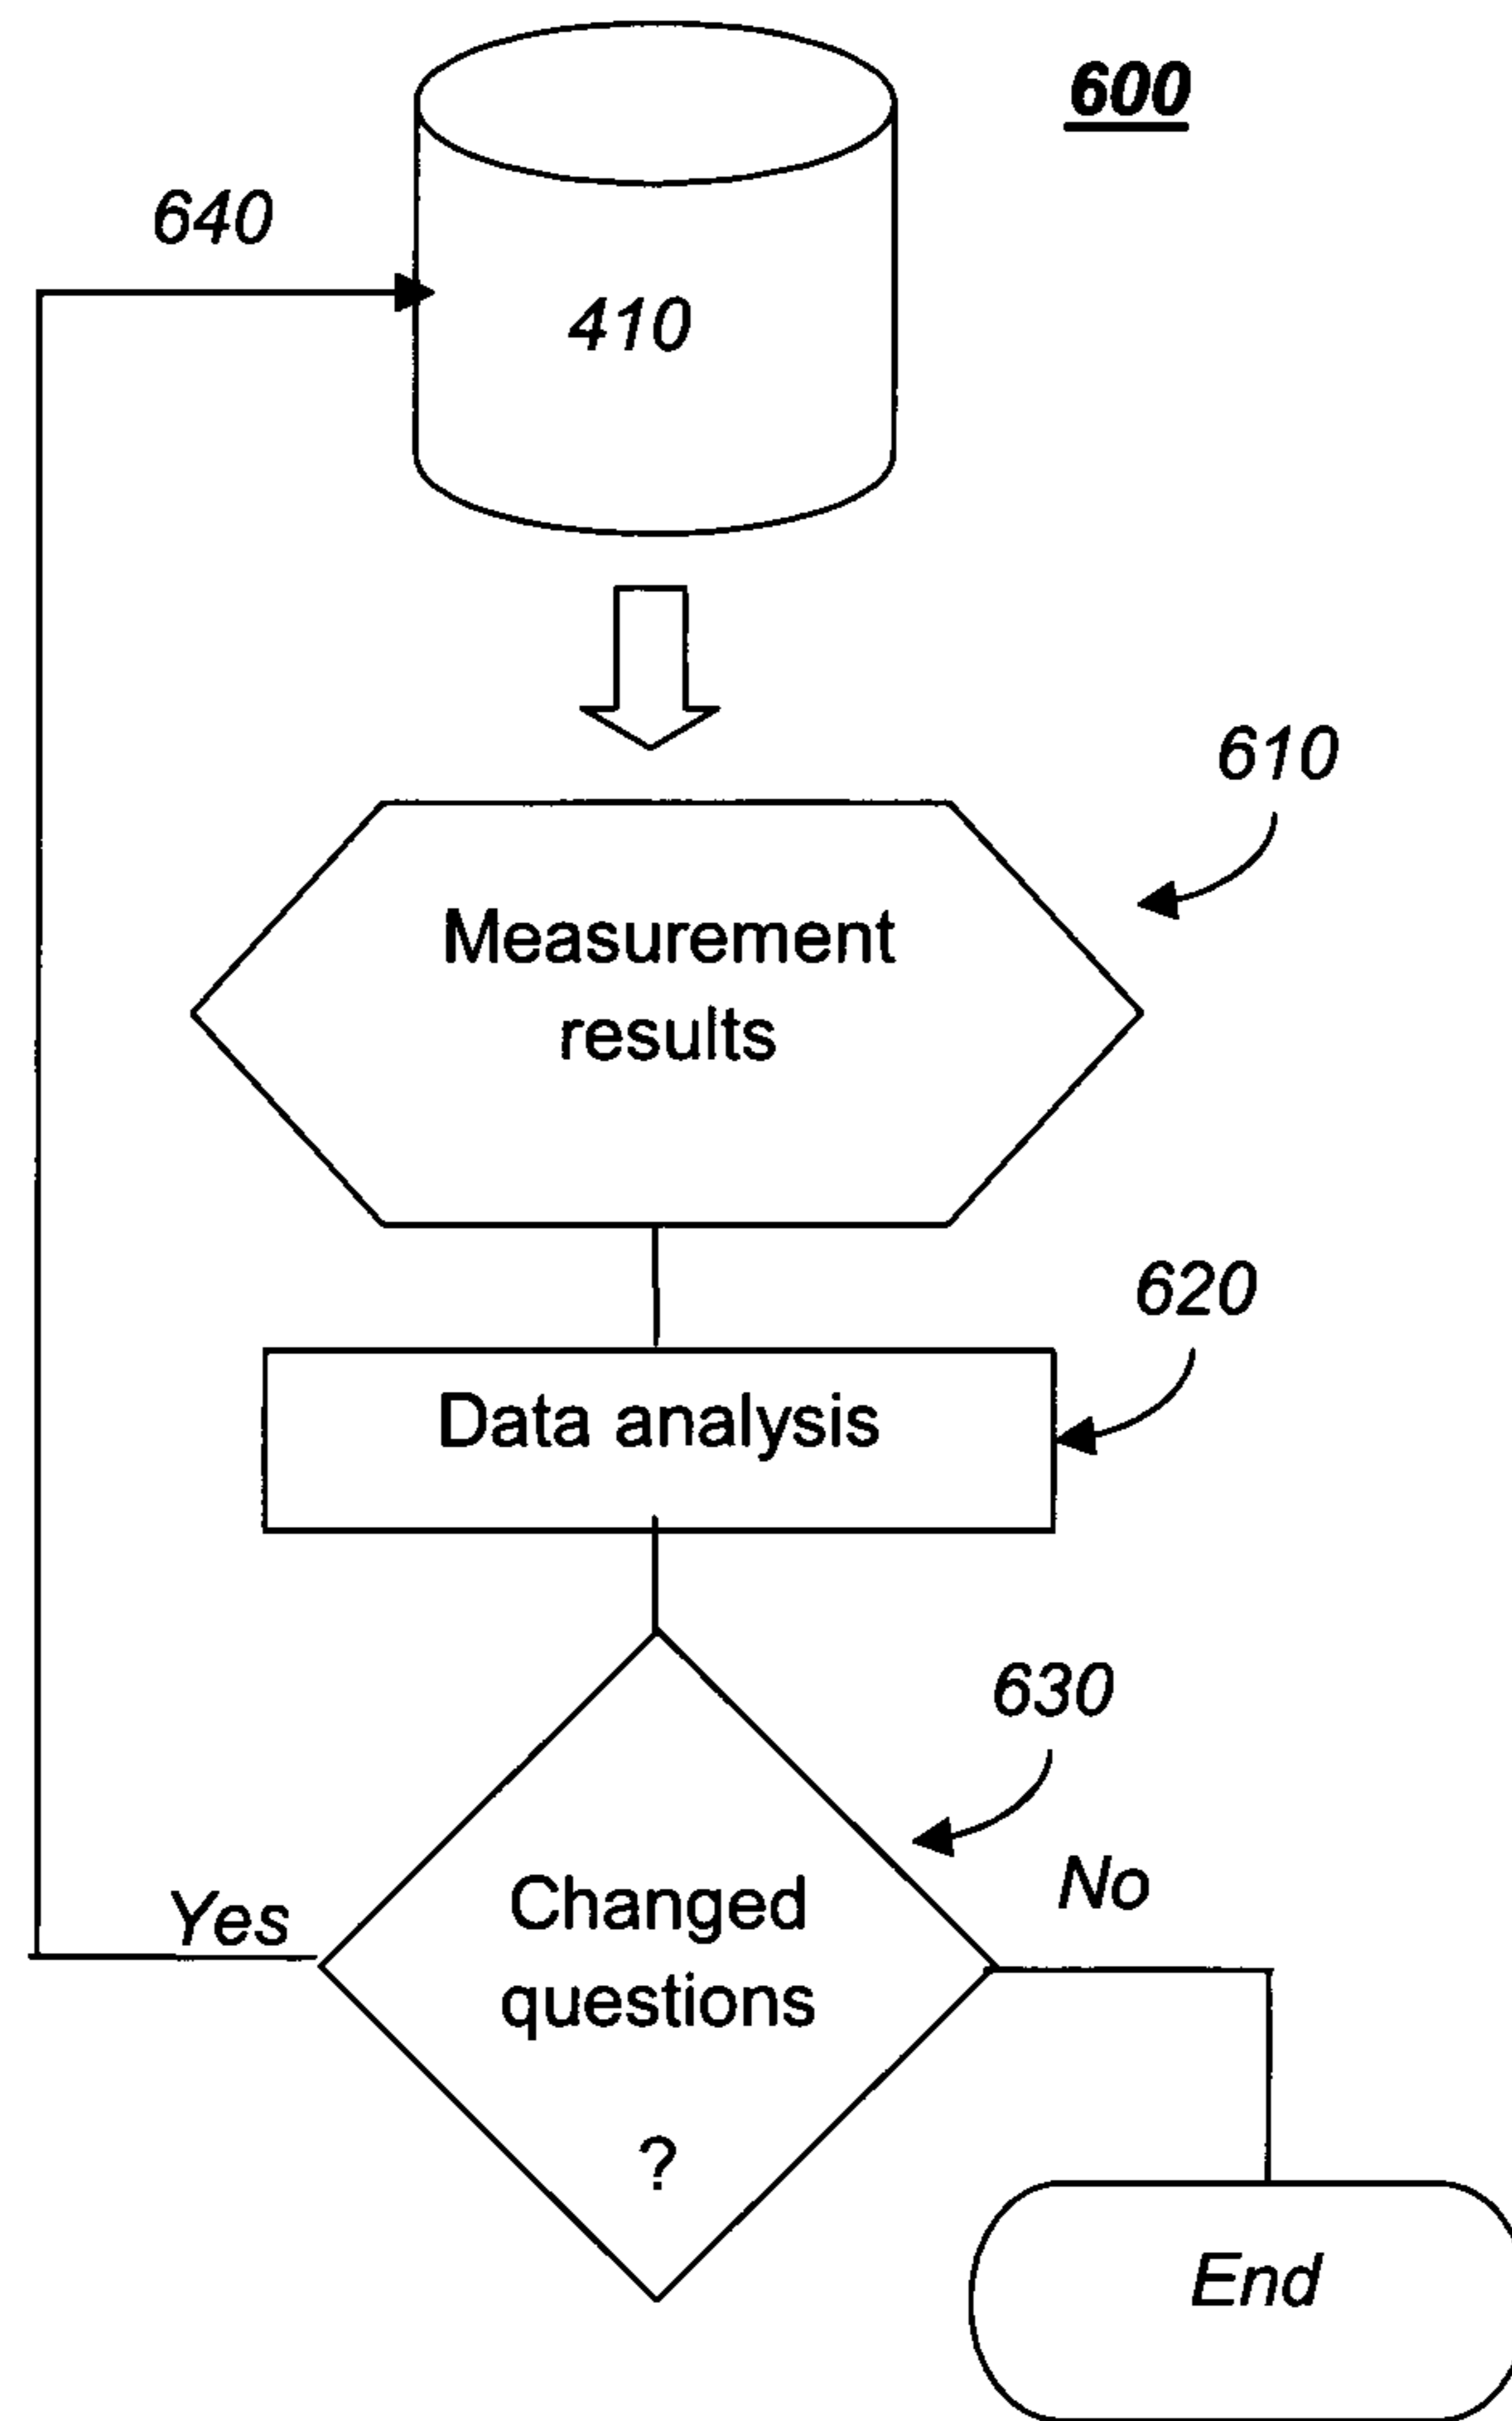 600
640
410
610
Measurement
results
620
Data analysis
630
No
Yes
Changed
questions
?
End